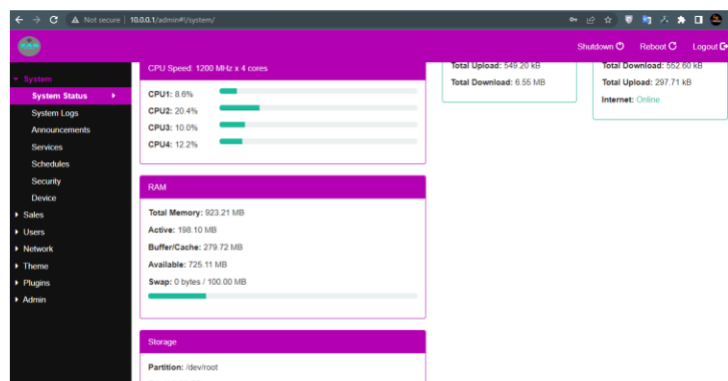 Not secure | 10.0.0.1/admin#!/system/
Shutdown
Reboot
Logout
System
System Status
System Logs
Announcements
Services
Schedules
Security
Device
Sales
Users
Network
Theme
Plugins
Admin
CPU Speed: 1200 MHz x 4 cores
CPU1: 8.6%
CPU2: 20.4%
CPU3: 10.0%
CPU4: 12.2%
RAM
Total Memory: 923.21 MB
Active: 198.10 MB
Buffer/Cache: 279.72 MB
Available: 725.11 MB
Swap: 0 bytes / 100.00 MB
Storage
Partition: /dev/root
Total Upload: 549.20 kB
Total Download: 6.55 MB
Total Download: 552.60 kB
Total Upload: 297.71 kB
Internet: Online